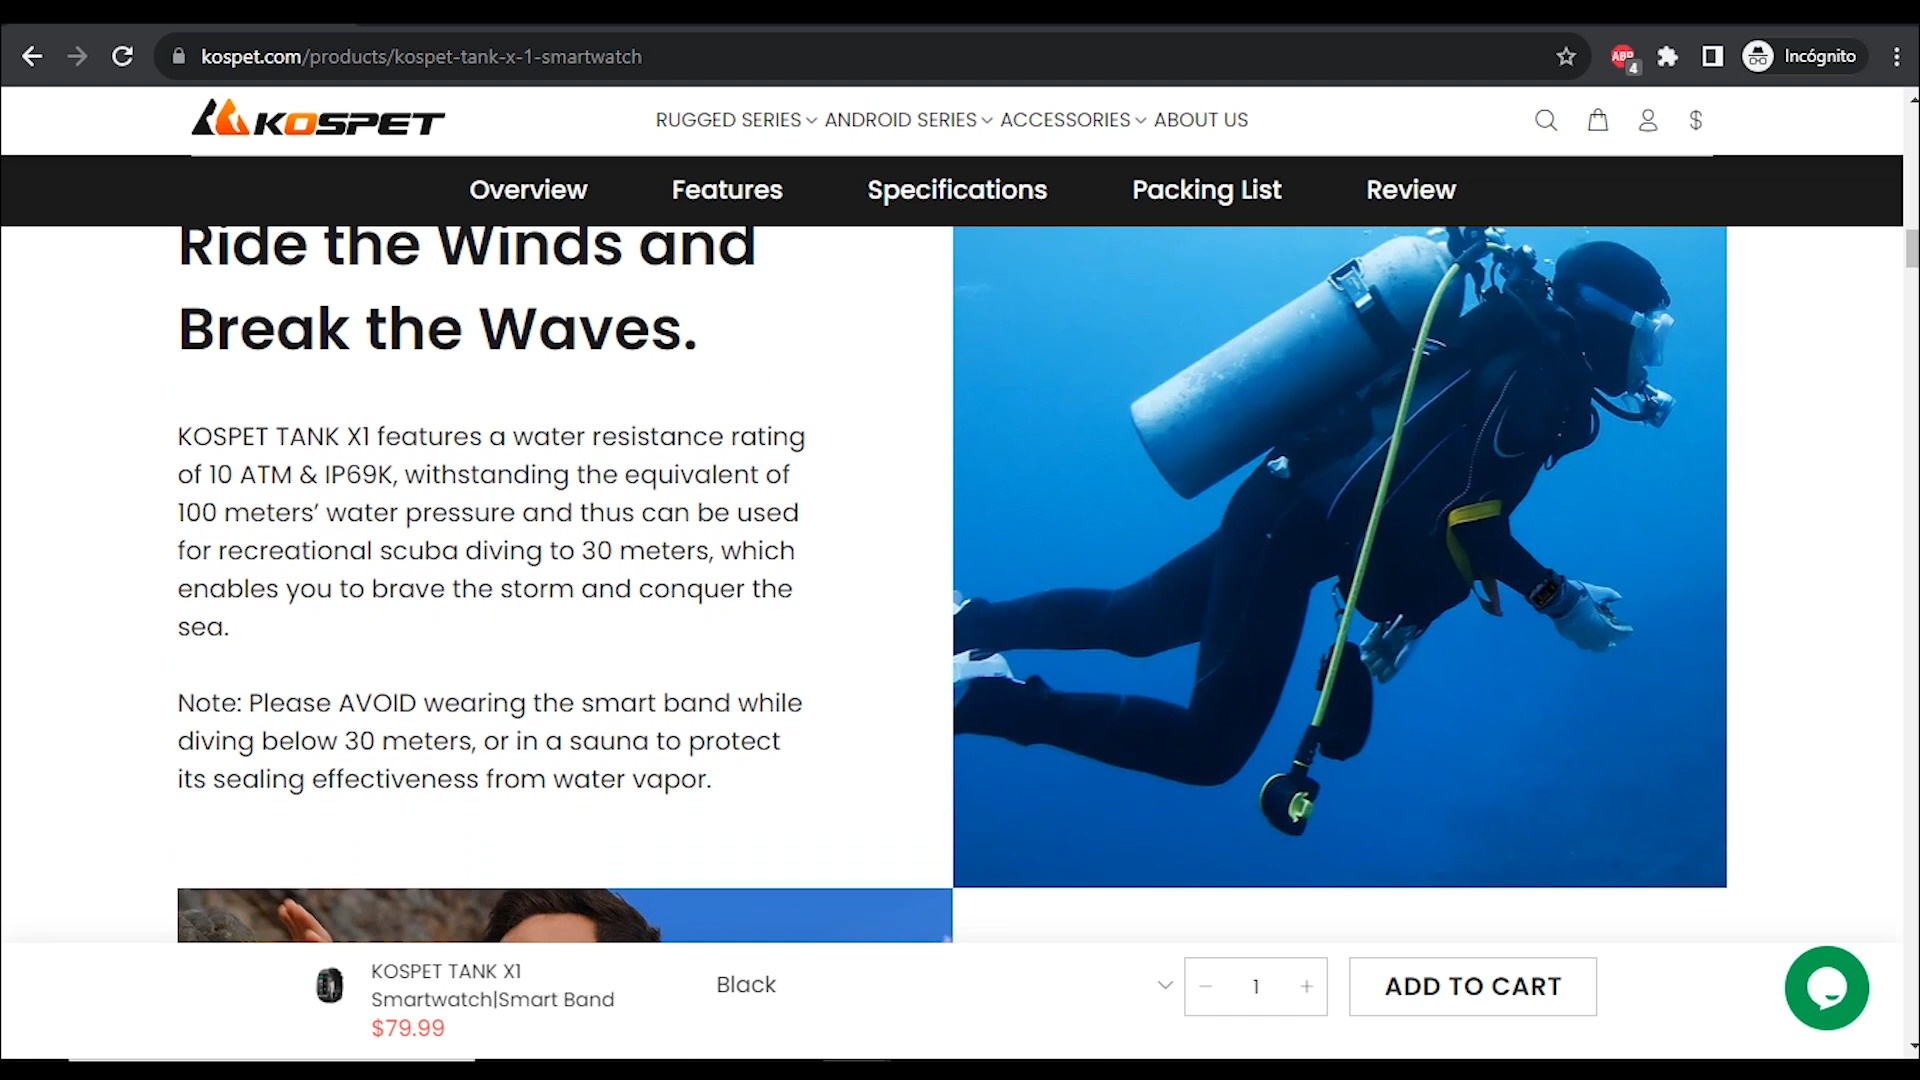 kospet.com/products/kospet-tank-x-1-smartwatch
ABP
4
Incógnito
KOSPET
RUGGED SERIES ANDROID SERIES ACCESSORIES ABOUT US
$
Overview Features Specifications Packing List Review
Ride the Winds and
Break the Waves.
KOSPET TANK X1 features a water resistance rating
of 10 ATM & IP69K, withstanding the equivalent of
100 meters’ water pressure and thus can be used
for recreational scuba diving to 30 meters, which
enables you to brave the storm and conquer the
sea.
Note: Please AVOID wearing the smart band while
diving below 30 meters, or in a sauna to protect
its sealing effectiveness from water vapor.
KOSPET TANK X1
Smartwatch|Smart Band
$79.99
Black
− 1 +
ADD TO CART